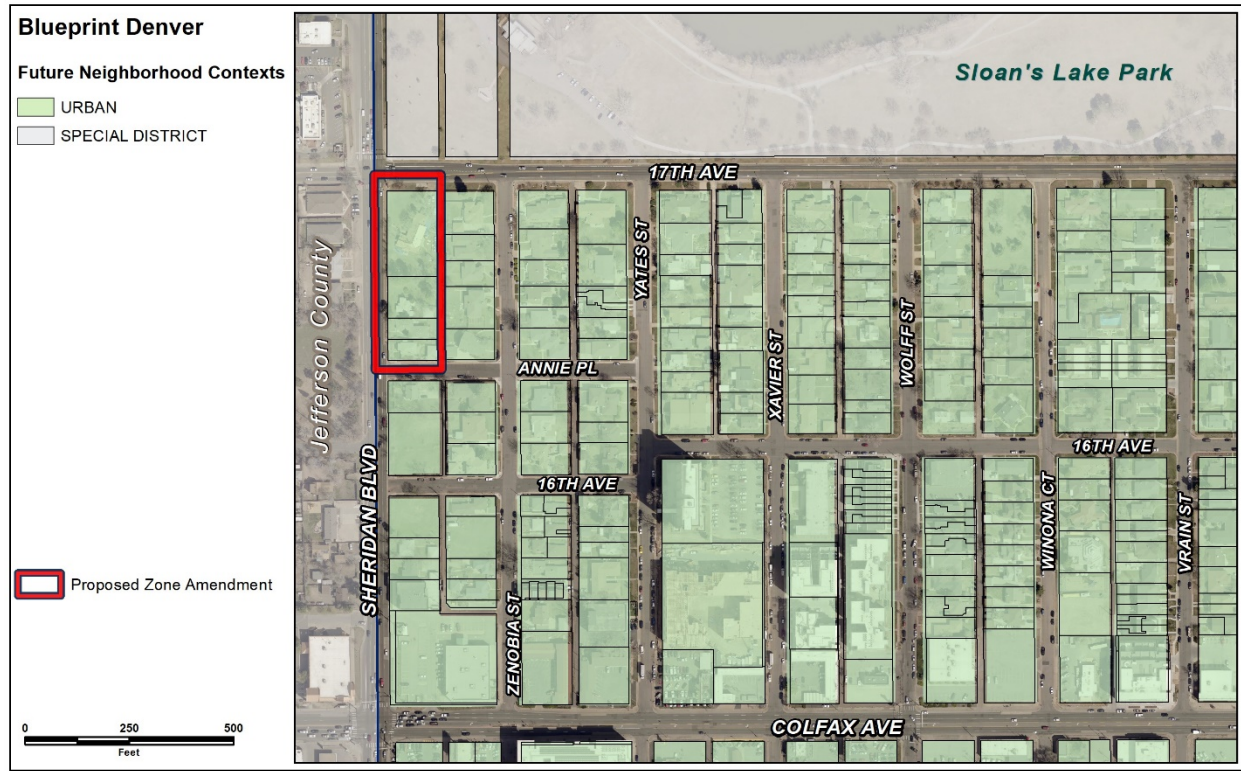 Blueprint Denver
Future Neighborhood Contexts
URBAN
SPECIAL DISTRICT
Proposed Zone Amendment
0 250 500
Feet
Sloan's Lake Park
17TH AVE
Jefferson County
SHERIDAN BLVD
YATES ST
ANNIE PL
XAVIER ST
WOLFF ST
16TH AVE
16TH AVE
WINONA CT
VRAIN ST
ZENOBIA ST
COLFAX AVE